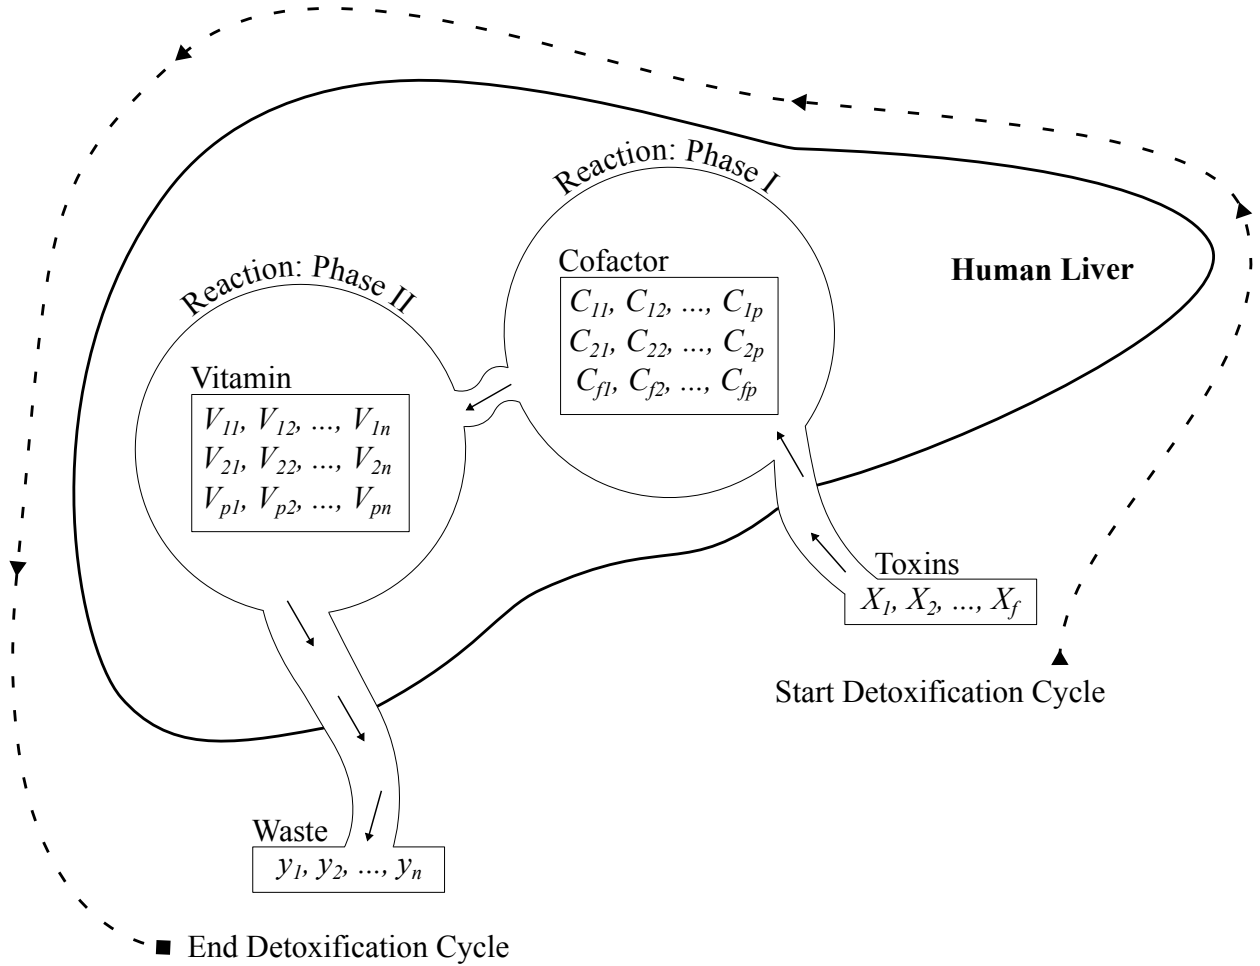 Reaction: Phase I
Cofactor
C11, C12, ..., C1p
C21, C22, ..., C2p
Cf1, Cf2, ..., Cfp
Human Liver
Reaction: Phase II
Vitamin
V11, V12, ..., V1n
V21, V22, ..., V2n
Vp1, Vp2, ..., Vpn
Toxins
X1, X2, ..., Xf
Start Detoxification Cycle
Waste
y1, y2, ..., yn
End Detoxification Cycle